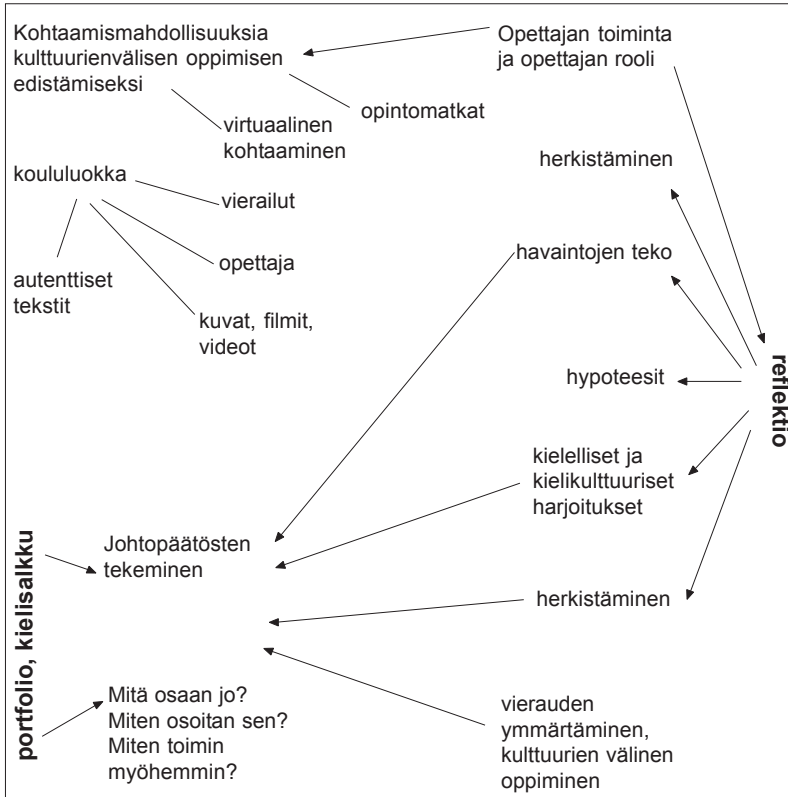 Kohtaamismahdollisuuksia
kulttuurienvälisen oppimisen
edistämiseksi
Opettajan toiminta
ja opettajan rooli
opintomatkat
virtuaalinen
kohtaaminen
herkistäminen
koululuokka
vierailut
havaintojen teko
opettaja
autenttiset
tekstit
kuvat, filmit,
videot
hypoteesit
reflektio
kielelliset ja
kielikulttuuriset
harjoitukset
Johtopäätösten
tekeminen
herkistäminen
portfolio, kielisalkku
Mitä osaan jo?
Miten osoitan sen?
Miten toimin
myöhemmin?
vierauden
ymmärtäminen,
kulttuurien välinen
oppiminen